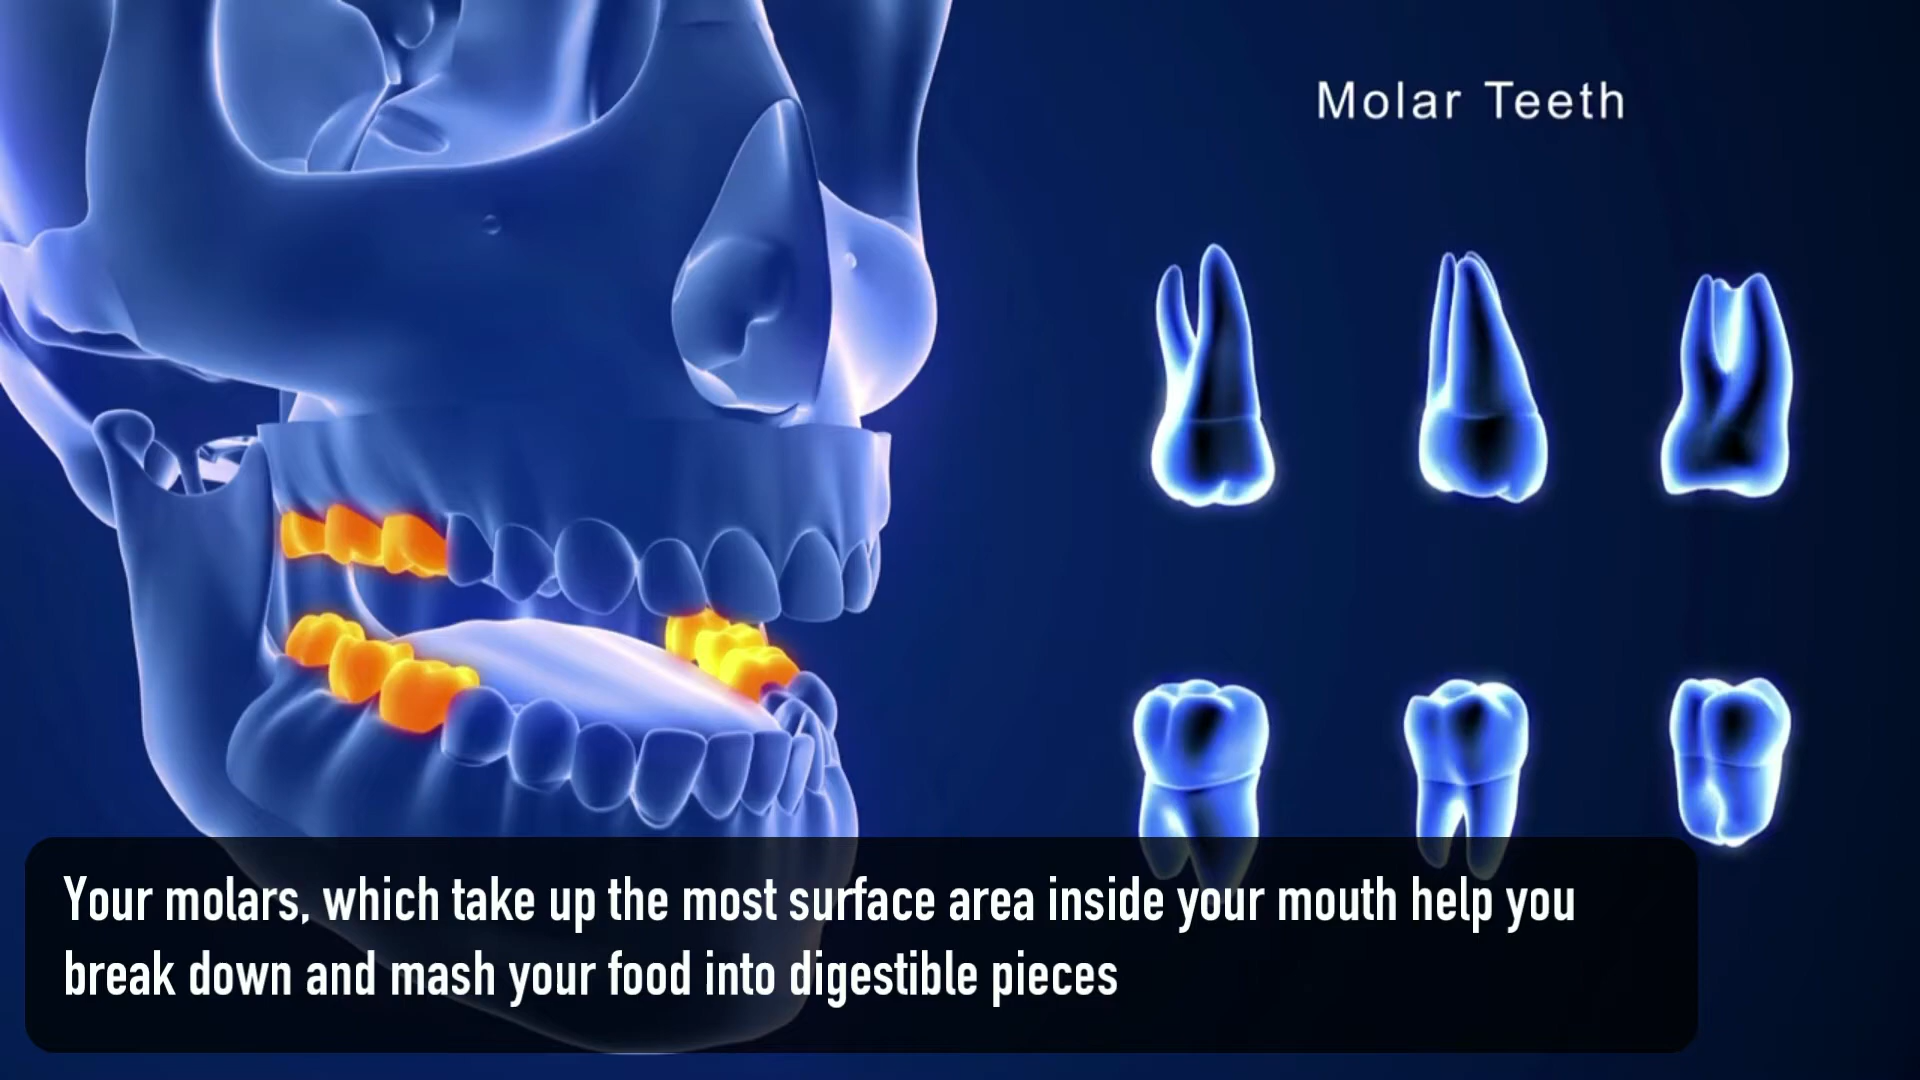 Molar Teeth
Your molars, which take up the most surface area inside your mouth help you
break down and mash your food into digestible pieces